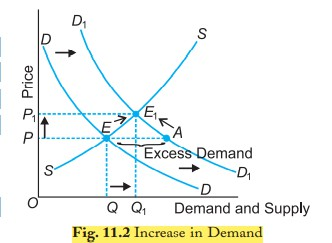 D₁
D
S
Price
P₁
E₁
E
A
P
Excess Demand
S
D₁
D
O
Q Q₁ Demand and Supply
Fig. 11.2 Increase in Demand